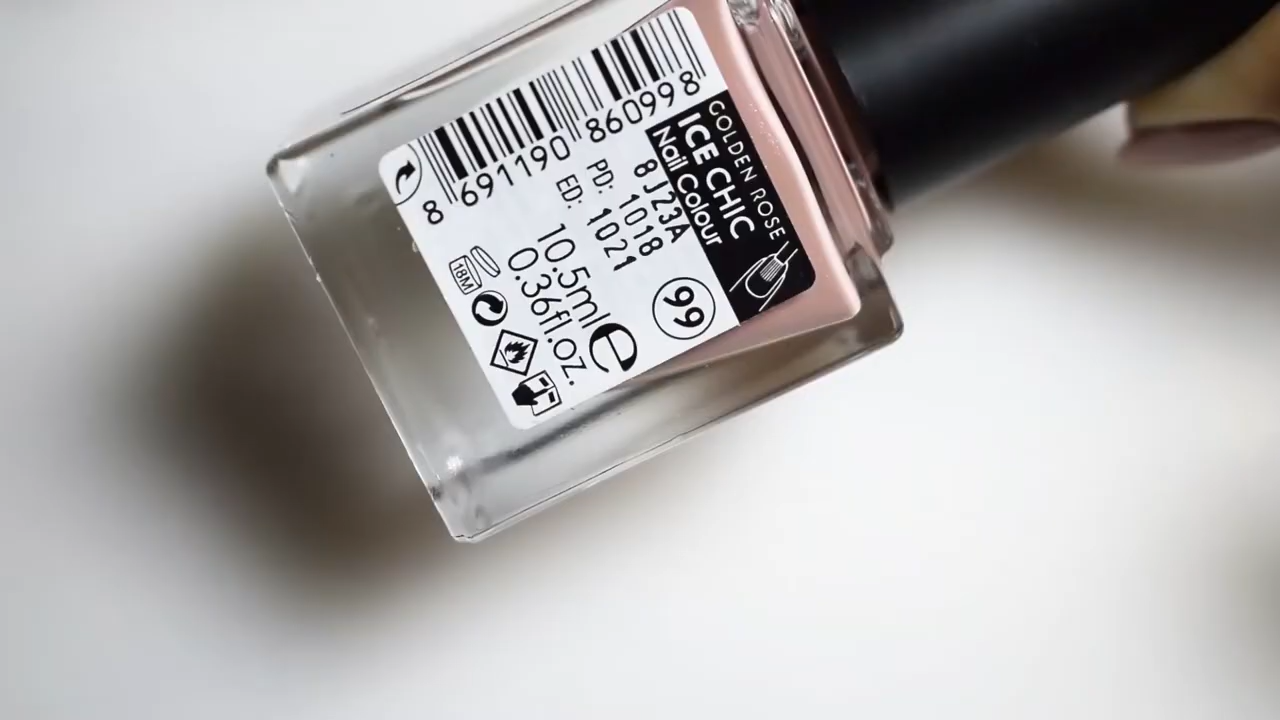 GOLDEN ROSE
ICE CHIC
Nail Colour
8J23A
PD: 1018
ED: 1021
99
10.5ml e
0.36fl.oz.
18M
8 691190 860998